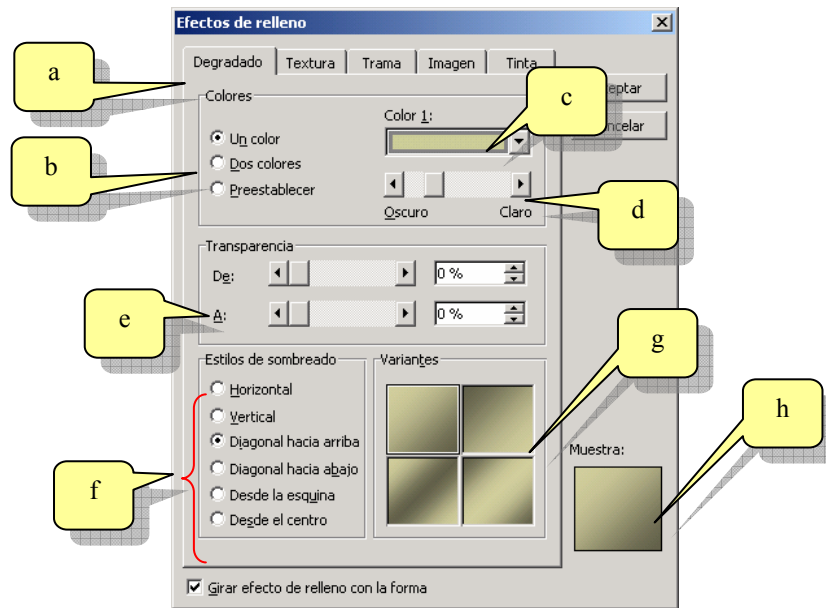 Efectos de relleno
Degradado Textura Trama Imagen Tinta
a
Colores
c
eptar
Color 1:
Un color
ncelar
Dos colores
b
Preestablecer
d
Oscuro Claro
Transparencia
De: 0 %
e
A: 0 %
g
Estilos de sombreado Variantes
Horizontal
h
Vertical
Diagonal hacia arriba
Muestra:
Diagonal hacia abajo
f
Desde la esquina
Desde el centro
Girar efecto de relleno con la forma